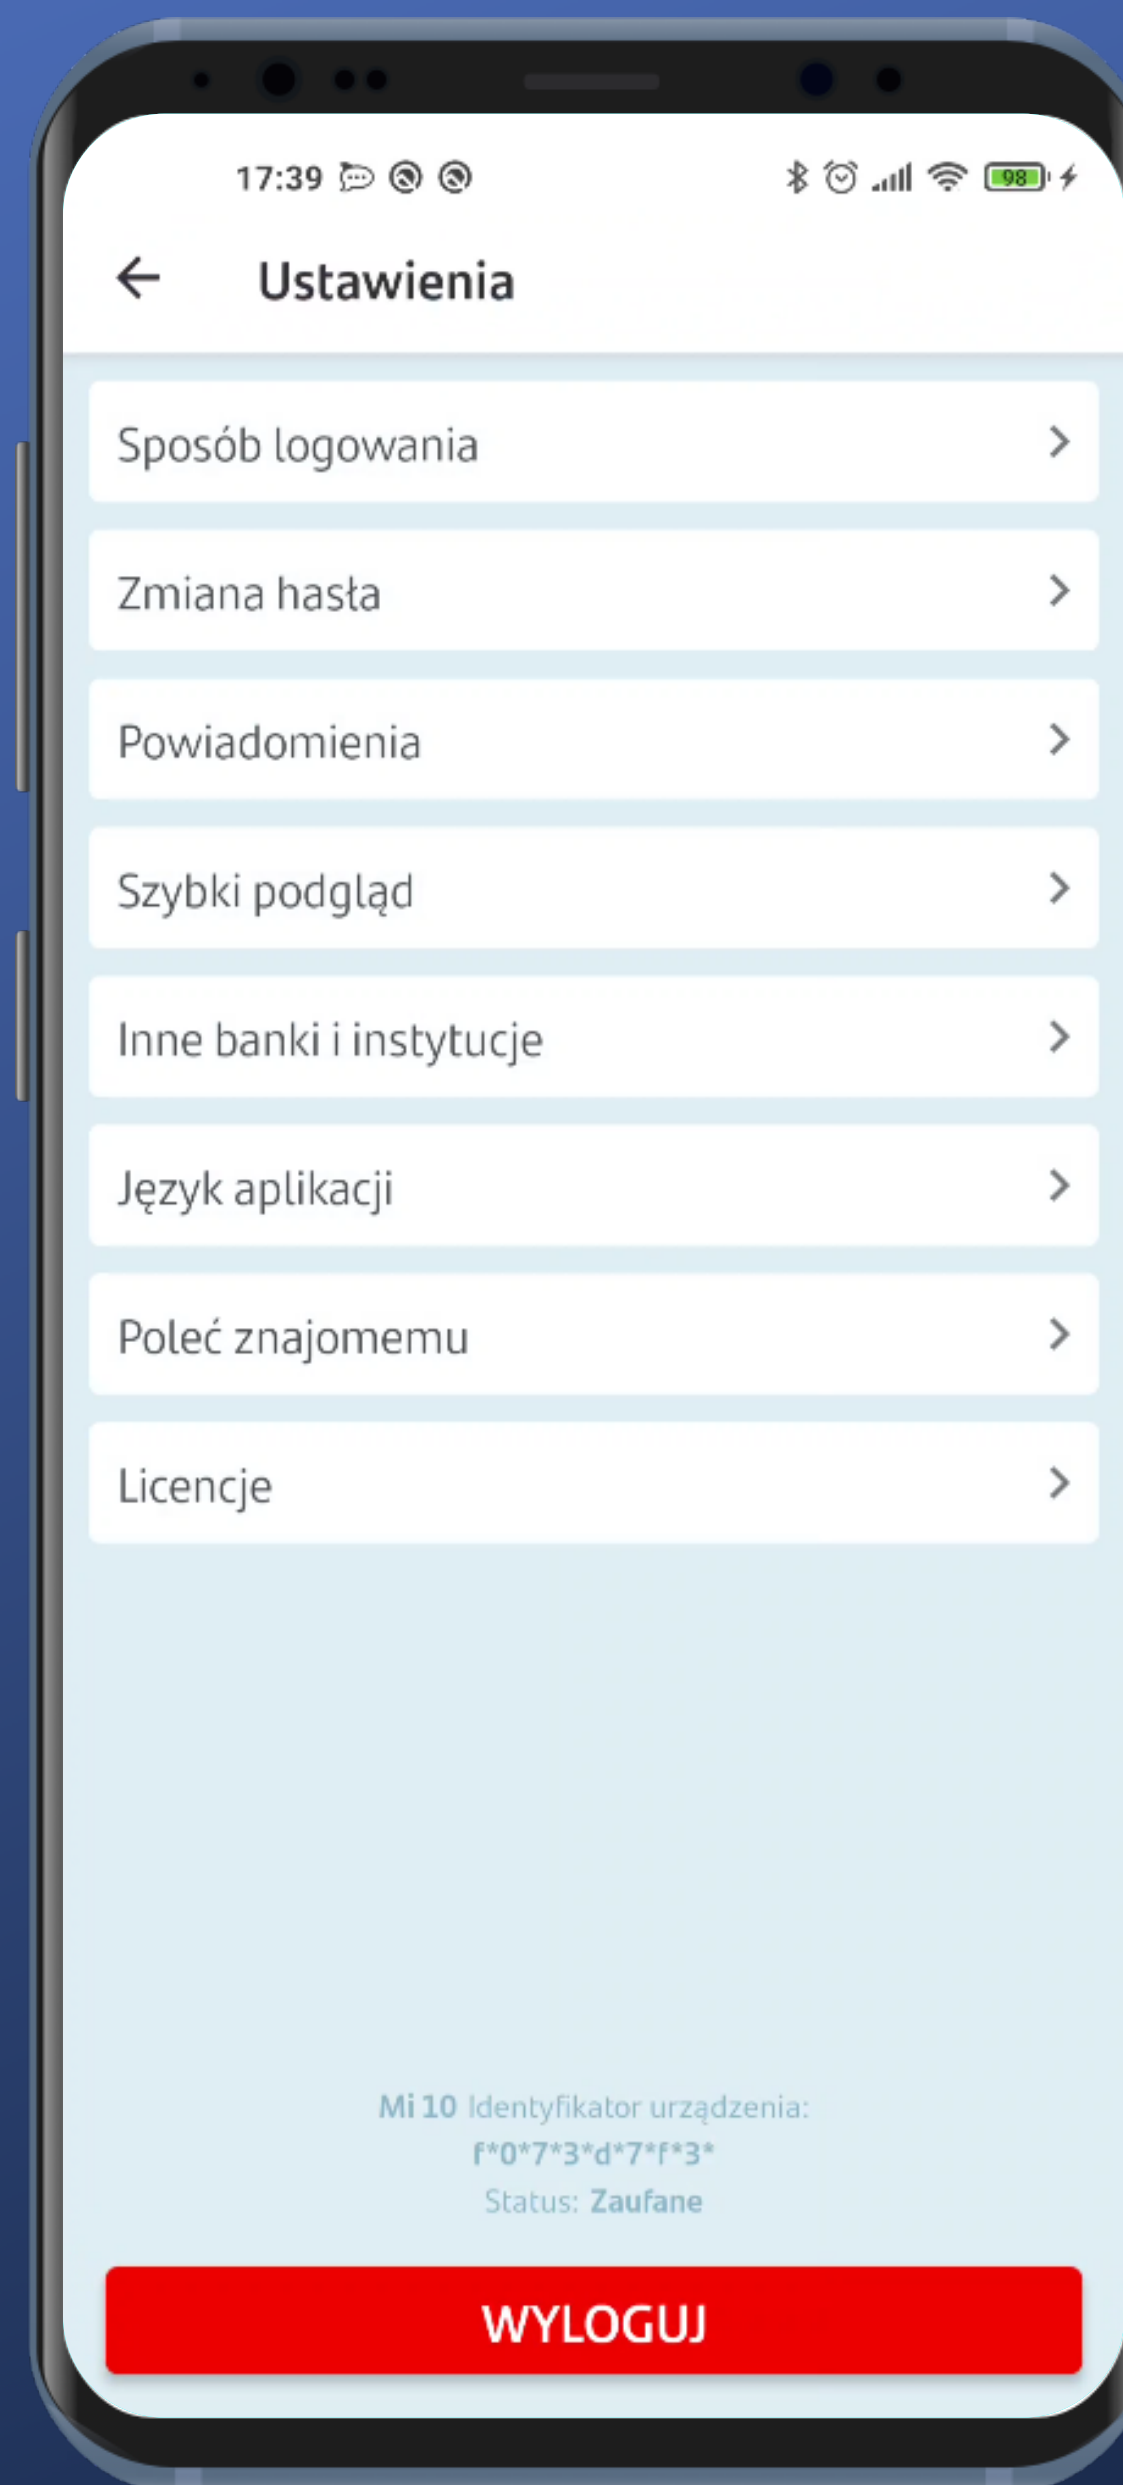 17:39
98
Ustawienia
Sposób logowania
Zmiana hasła
Powiadomienia
Szybki podgląd
Inne banki i instytucje
Język aplikacji
Poleć znajomemu
Licencje
Mi 10 Identyfikator urządzenia:
f*0*7*3*d*7*f*3*
Status: Zaufane
WYLOGUJ